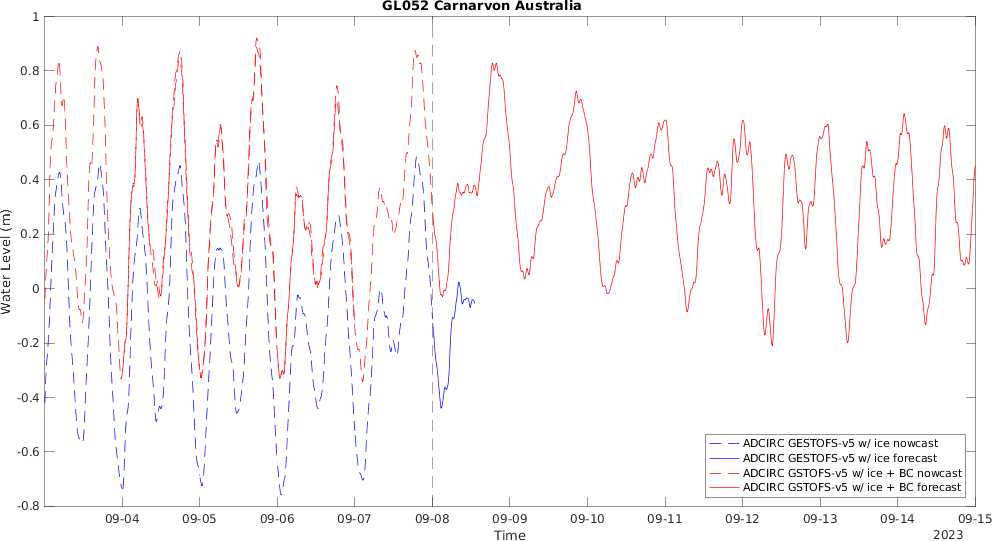 GL052 Carnarvon Australia
1
0.8
0.6
0.4
0.2
0
-0.2
-0.4
-0.6
-0.8
Water Level (m)
ADCIRC GESTOFS-v5 w/ ice nowcast
ADCIRC GESTOFS-v5 w/ ice forecast
ADCIRC GSTOFS-v5 w/ ice + BC nowcast
ADCIRC GSTOFS-v5 w/ ice + BC forecast
09-04 09-05 09-06 09-07 09-08 09-09 09-10 09-11 09-12 09-13 09-14 09-15
Time
2023